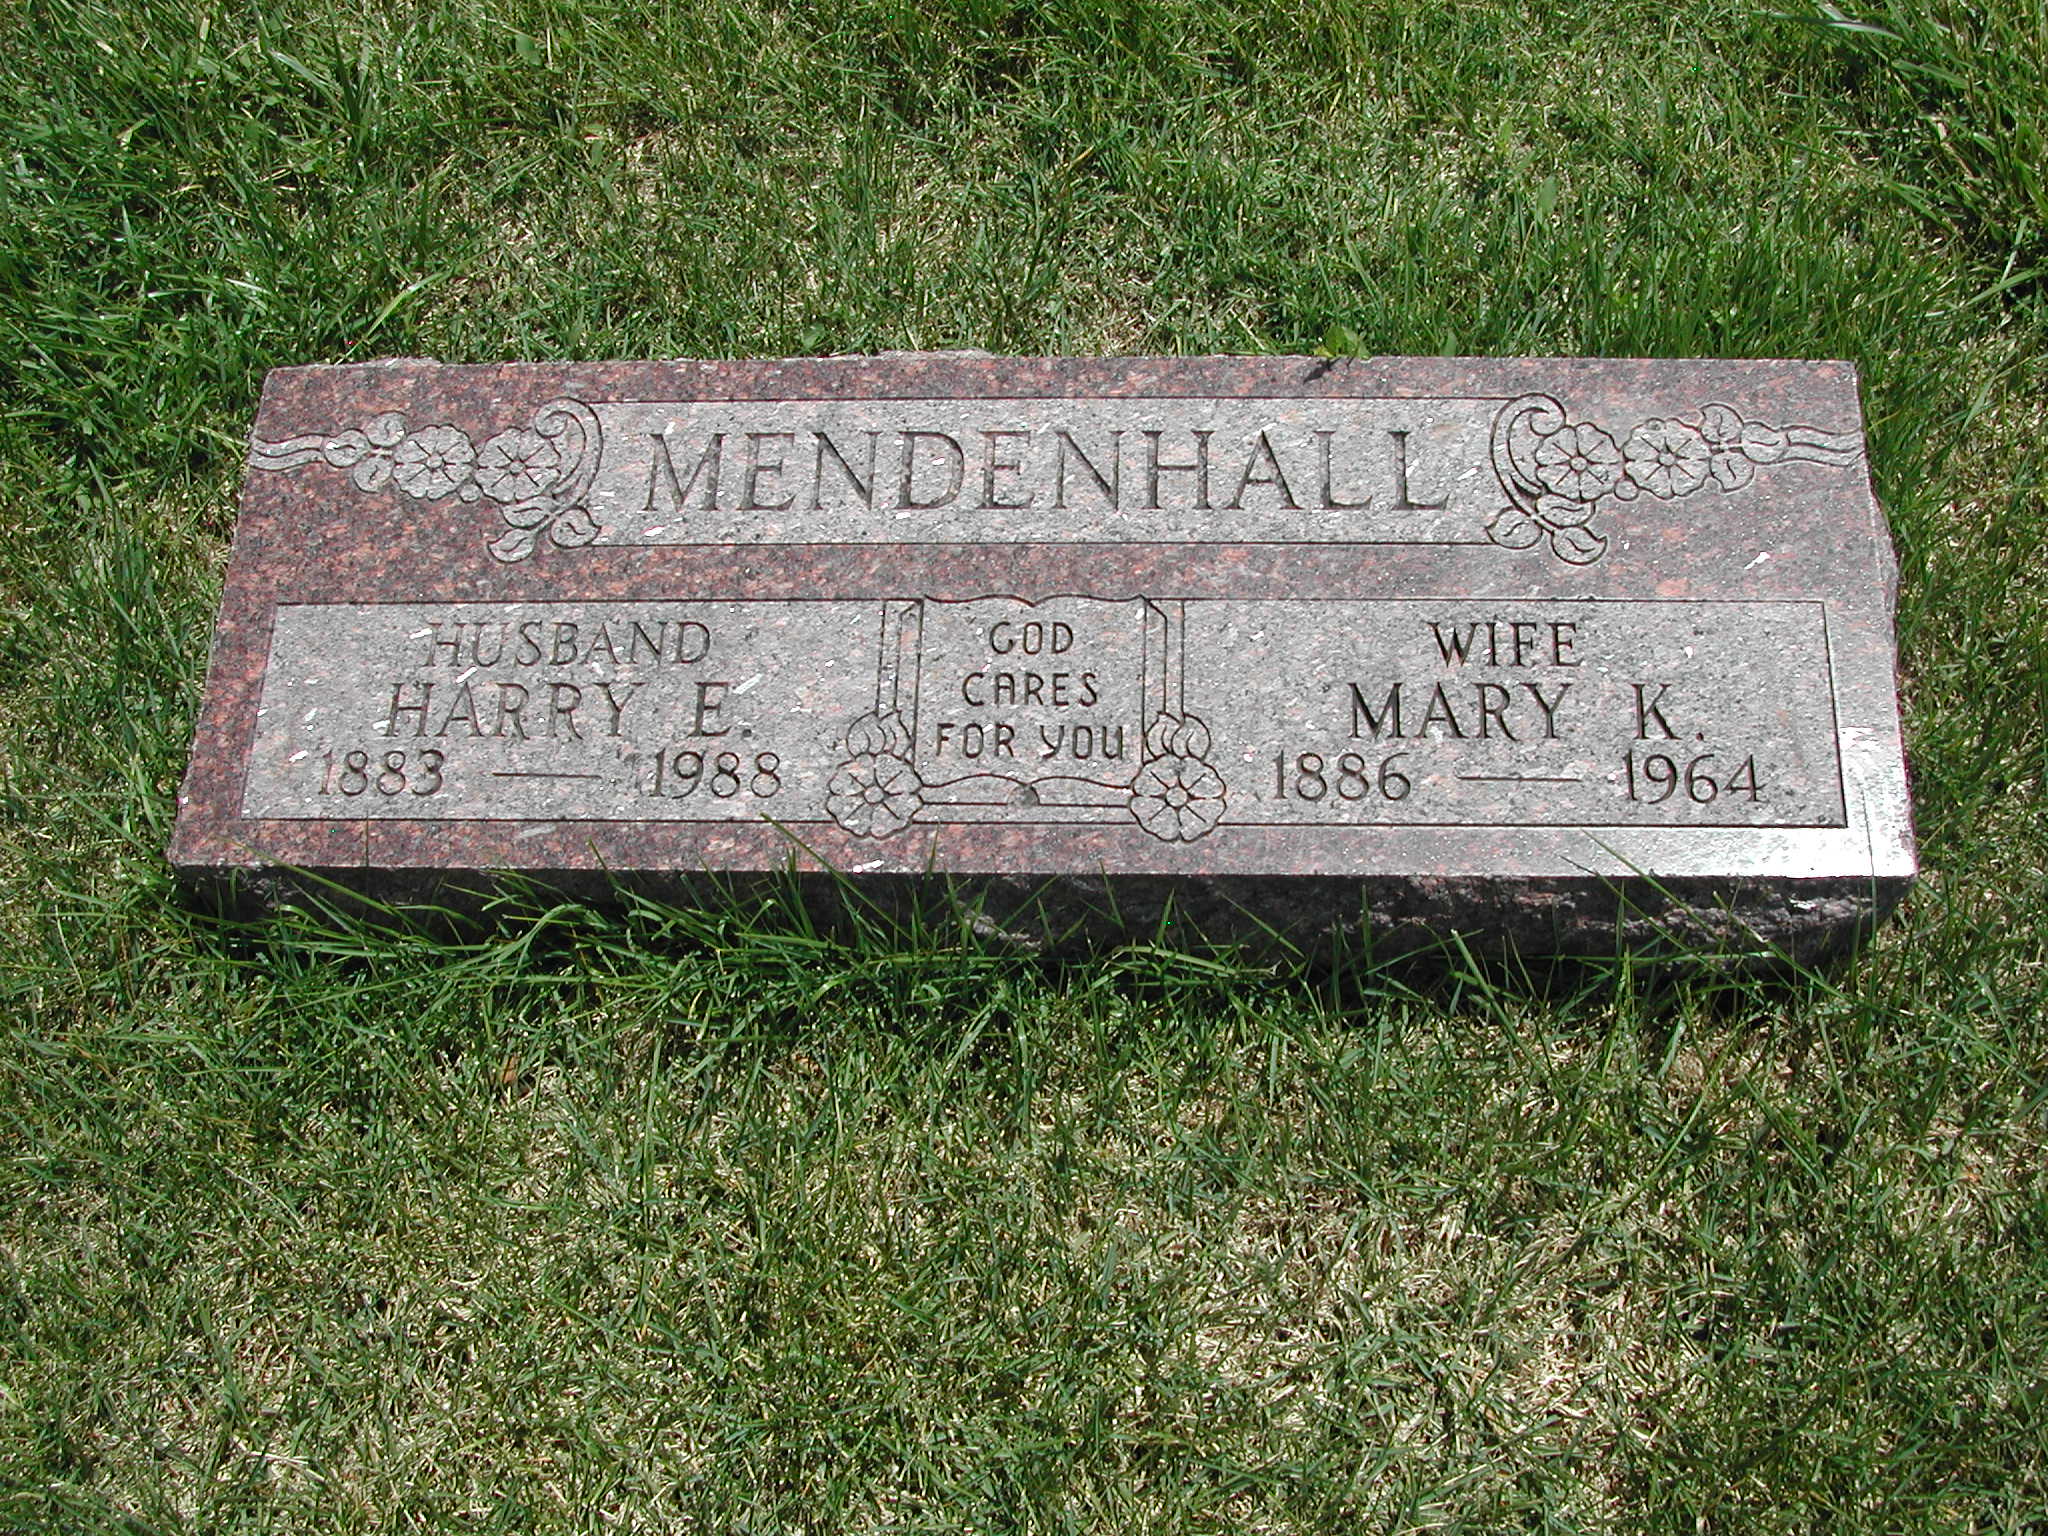 MENDENHALL
HUSBAND
HARRY E.
1883 — 1988
GOD
CARES
FOR YOU
WIFE
MARY K.
1886 — 1964